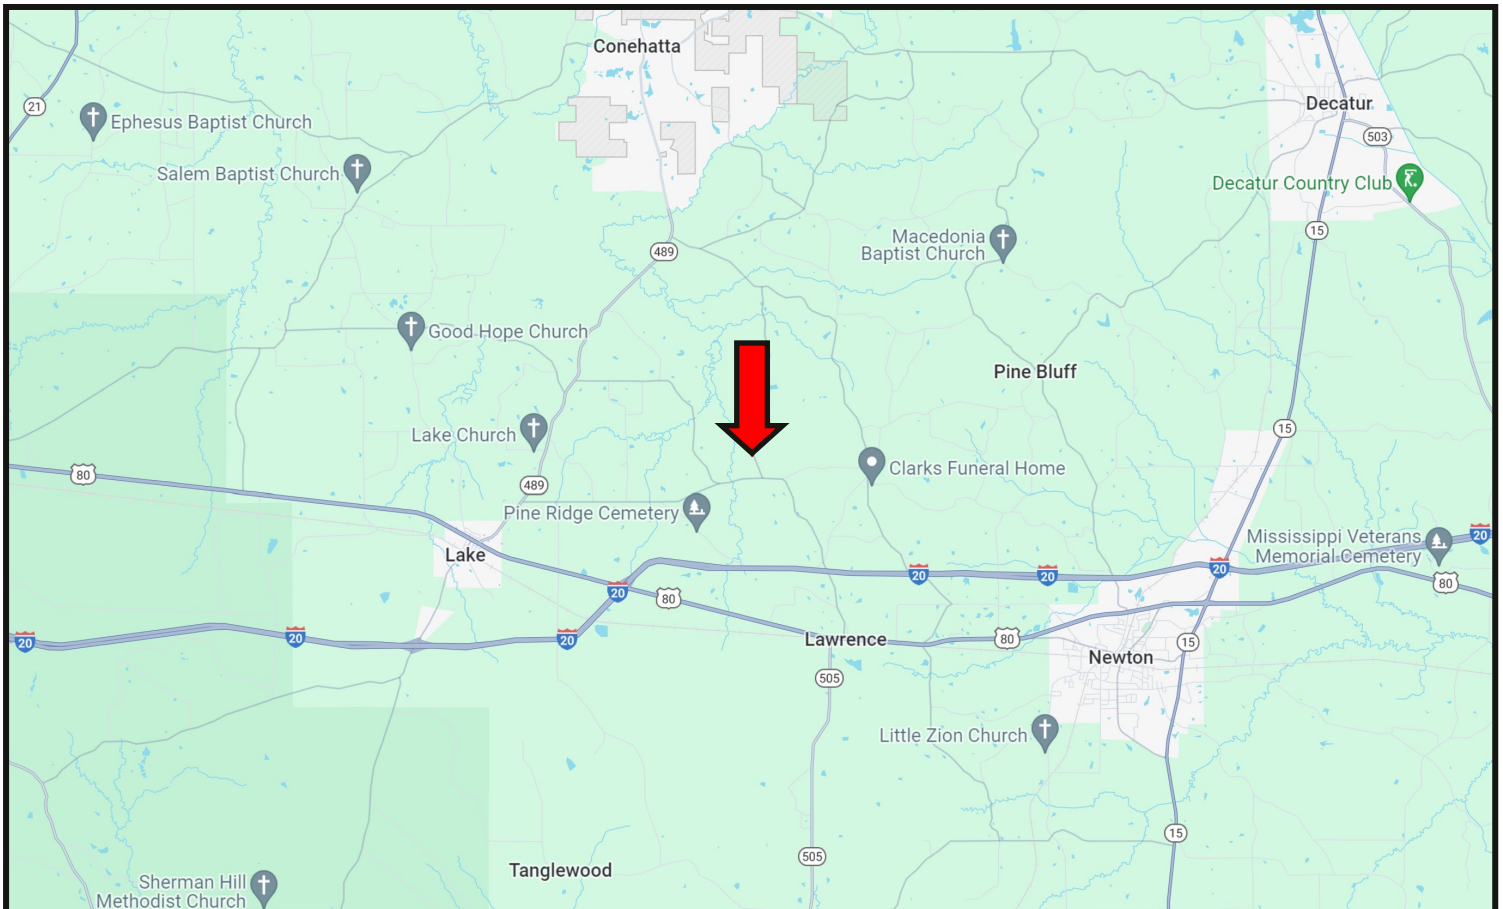 Conehatta
21
Ephesus Baptist Church
Decatur
503
Salem Baptist Church
Decatur Country Club
15
Macedonia
Baptist Church
489
Good Hope Church
Pine Bluff
Lake Church
15
80
Clarks Funeral Home
489
Pine Ridge Cemetery
Mississippi Veterans
Memorial Cemetery
20
Lake
20
20
20
20
80
80
20
20
20
80
Lawrence
80
15
Newton
505
Little Zion Church
15
505
Tanglewood
Sherman Hill
Methodist Church